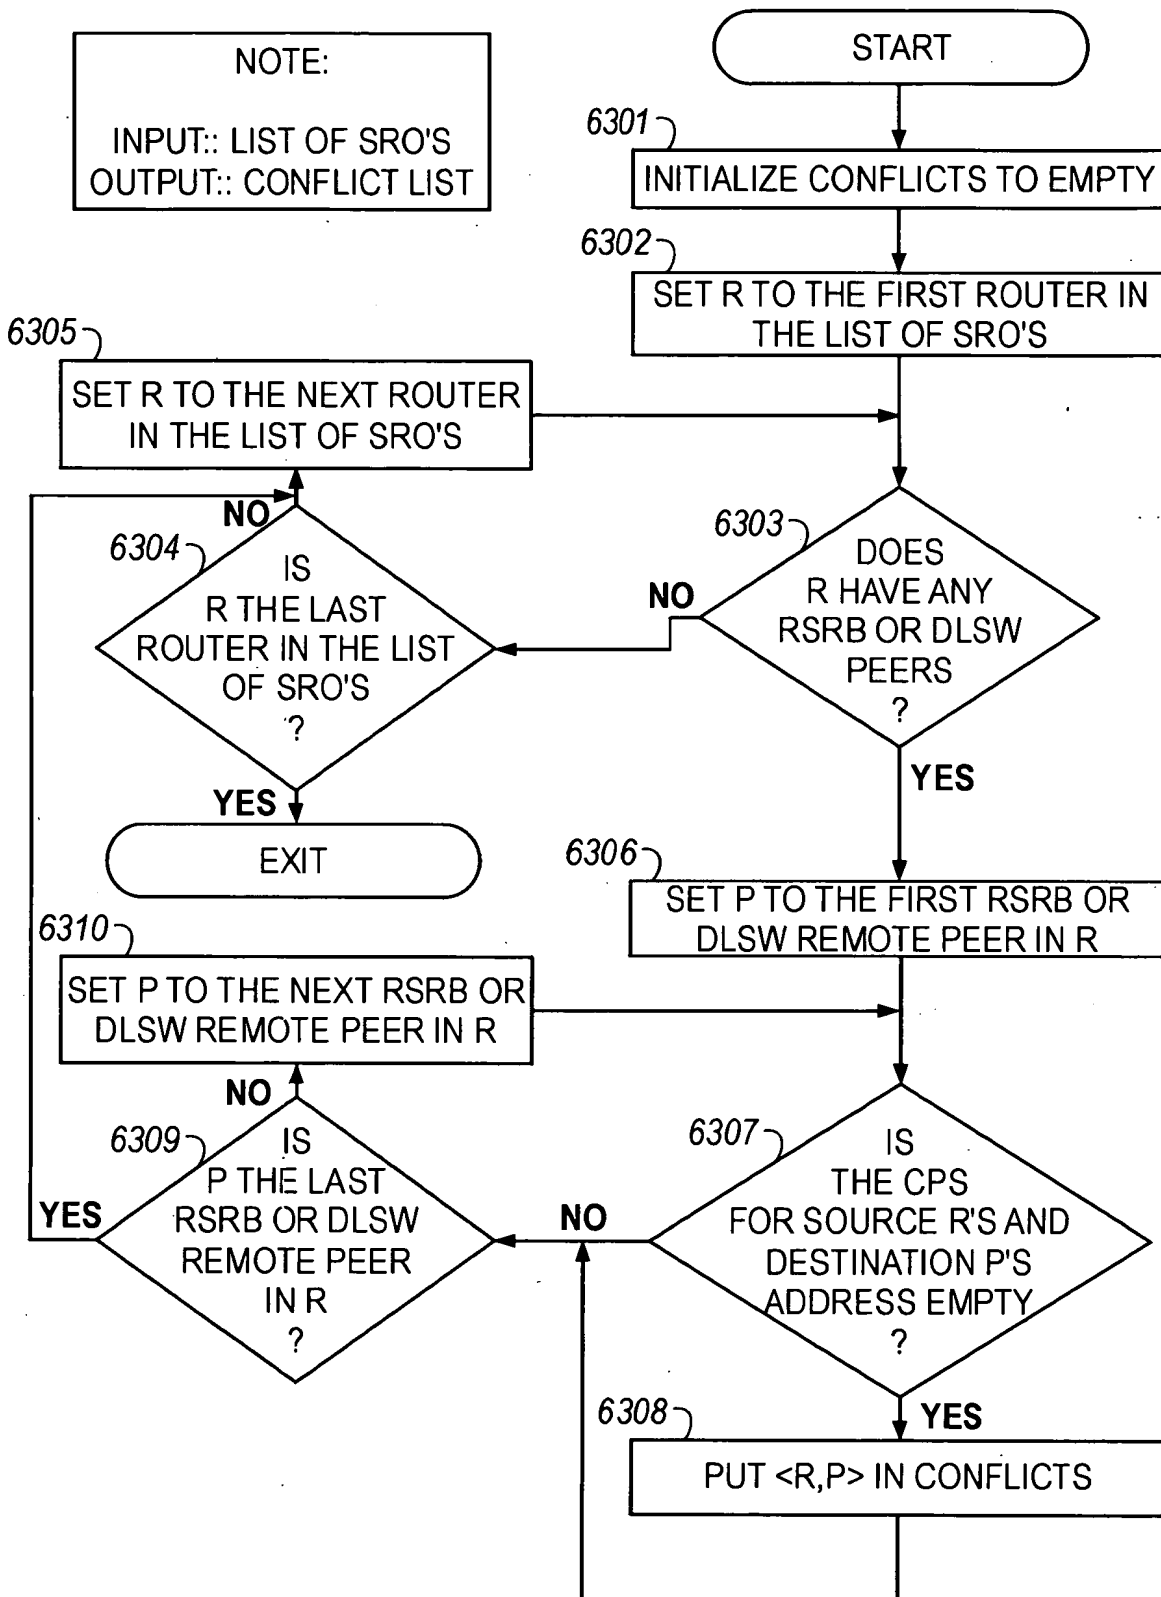 NOTE:
INPUT:: LIST OF SRO'S
OUTPUT:: CONFLICT LIST
START
6301
INITIALIZE CONFLICTS TO EMPTY
6302
SET R TO THE FIRST ROUTER IN
THE LIST OF SRO'S
6305
SET R TO THE NEXT ROUTER
IN THE LIST OF SRO'S
NO
6304
IS
R THE LAST
ROUTER IN THE LIST
OF SRO'S
?
YES
EXIT
6303
DOES
R HAVE ANY
RSRB OR DLSW
PEERS
?
NO
YES
6306
SET P TO THE FIRST RSRB OR
DLSW REMOTE PEER IN R
6310
SET P TO THE NEXT RSRB OR
DLSW REMOTE PEER IN R
NO
6309
IS
P THE LAST
RSRB OR DLSW
REMOTE PEER
IN R
?
YES
6307
IS
THE CPS
FOR SOURCE R'S AND
DESTINATION P'S
ADDRESS EMPTY
?
NO
YES
6308
PUT <R,P> IN CONFLICTS